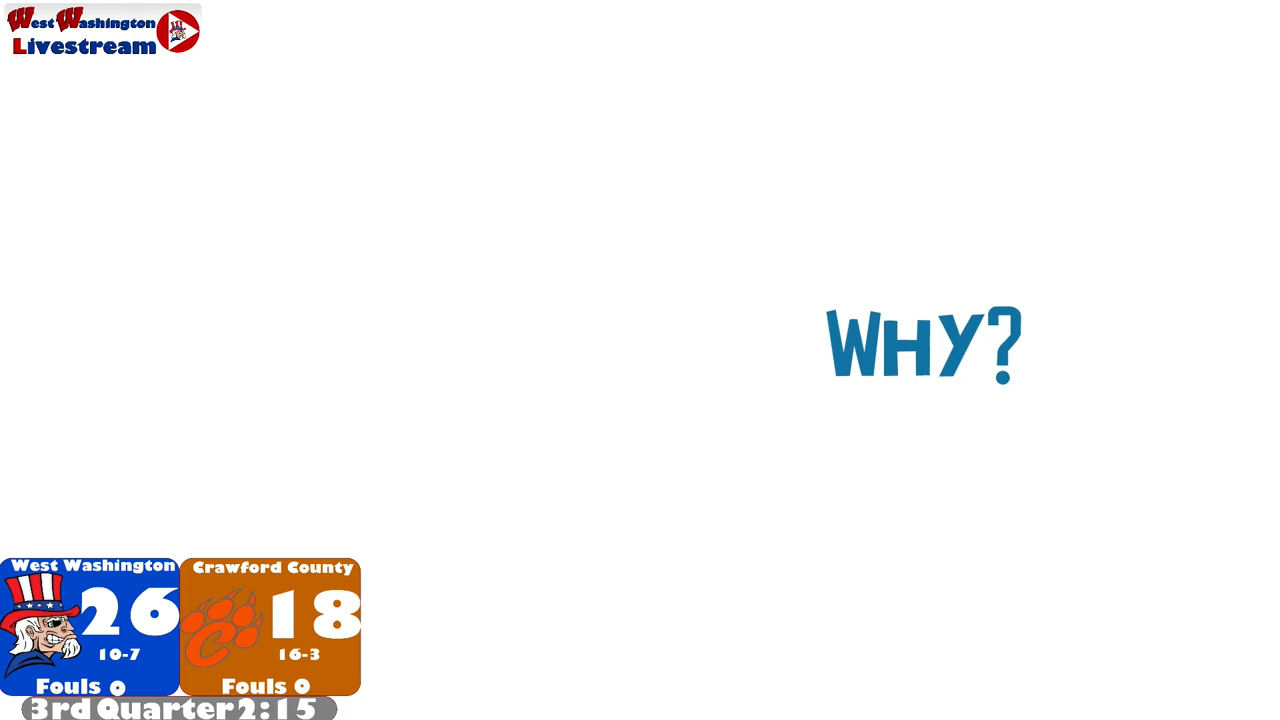 West Washington
Livestream
WHY?
West Washington
26
10-7
Fouls 0
Crawford County
18
16-3
Fouls 0
3rd Quarter 2:15